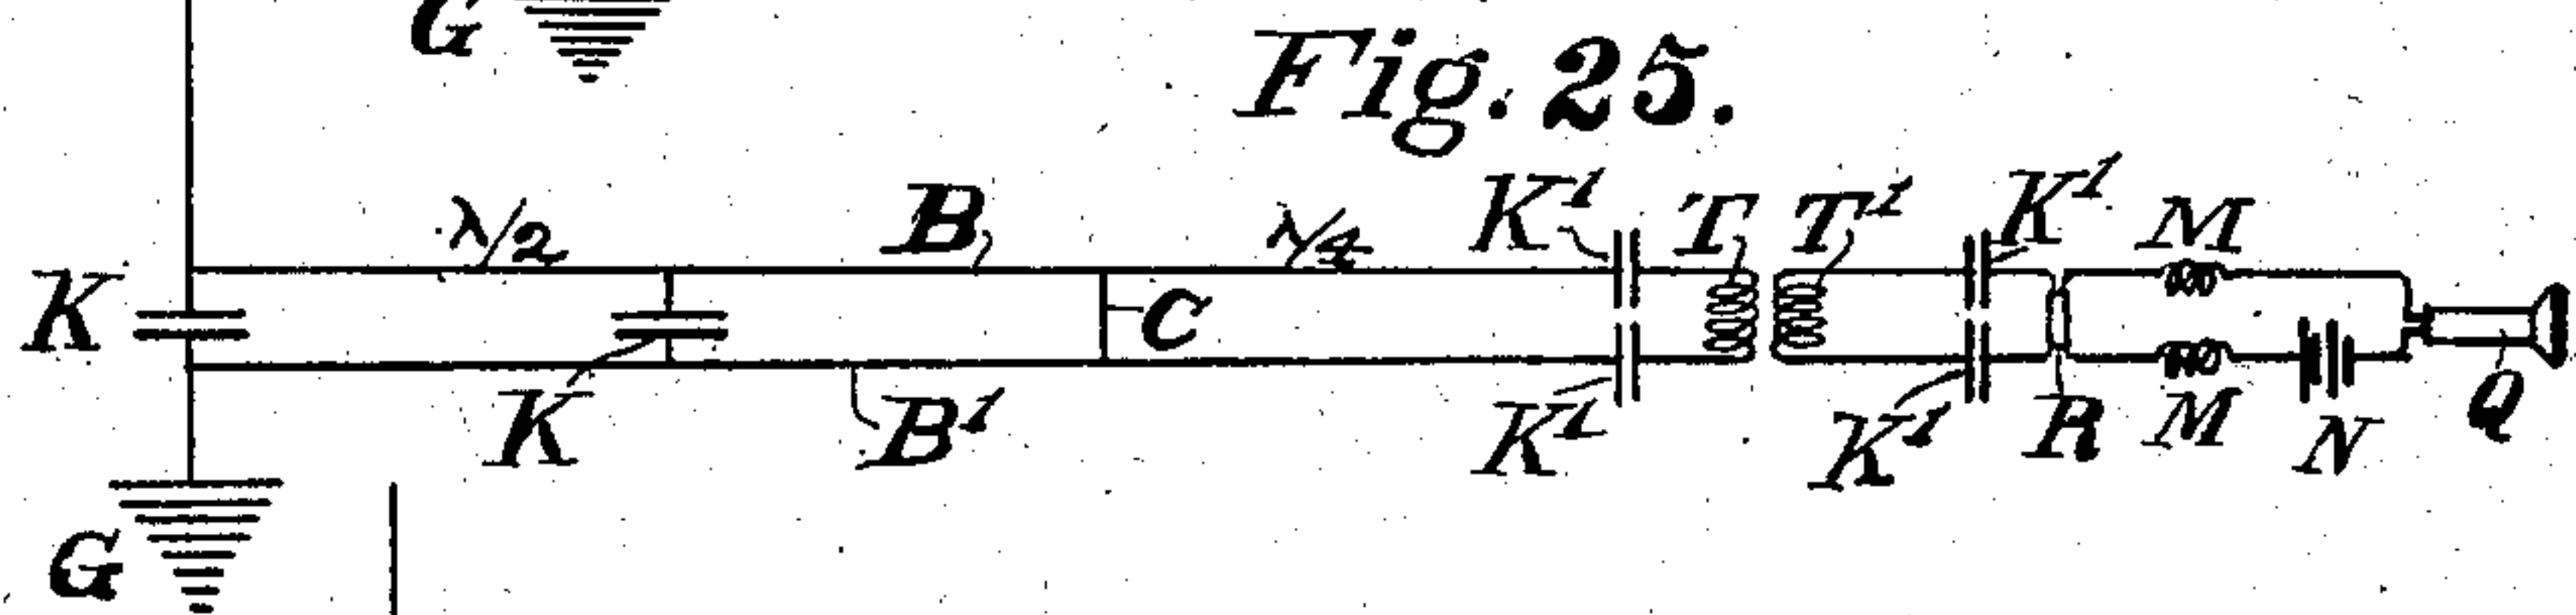 G
Fig. 25.
λ/2 B λ/4 K¹ T T¹ K¹ M
K C
K B¹ K¹ K¹ R M N Q
G